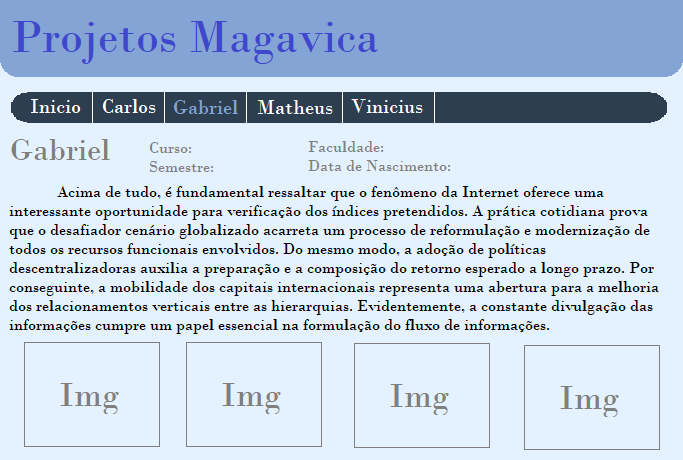 Projetos Magavica
Inicio Carlos Gabriel Matheus Vinicius
Gabriel
Curso: Faculdade:
Semestre: Data de Nascimento:
Acima de tudo, é fundamental ressaltar que o fenômeno da Internet oferece uma
interessante oportunidade para verificação dos índices pretendidos. A prática cotidiana prova
que o desafiador cenário globalizado acarreta um processo de reformulação e modernização de
todos os recursos funcionais envolvidos. Do mesmo modo, a adoção de políticas
descentralizadoras auxilia a preparação e a composição do retorno esperado a longo prazo. Por
conseguinte, a mobilidade dos capitais internacionais representa uma abertura para a melhoria
dos relacionamentos verticais entre as hierarquias. Evidentemente, a constante divulgação das
informações cumpre um papel essencial na formulação do fluxo de informações.
Img Img Img Img